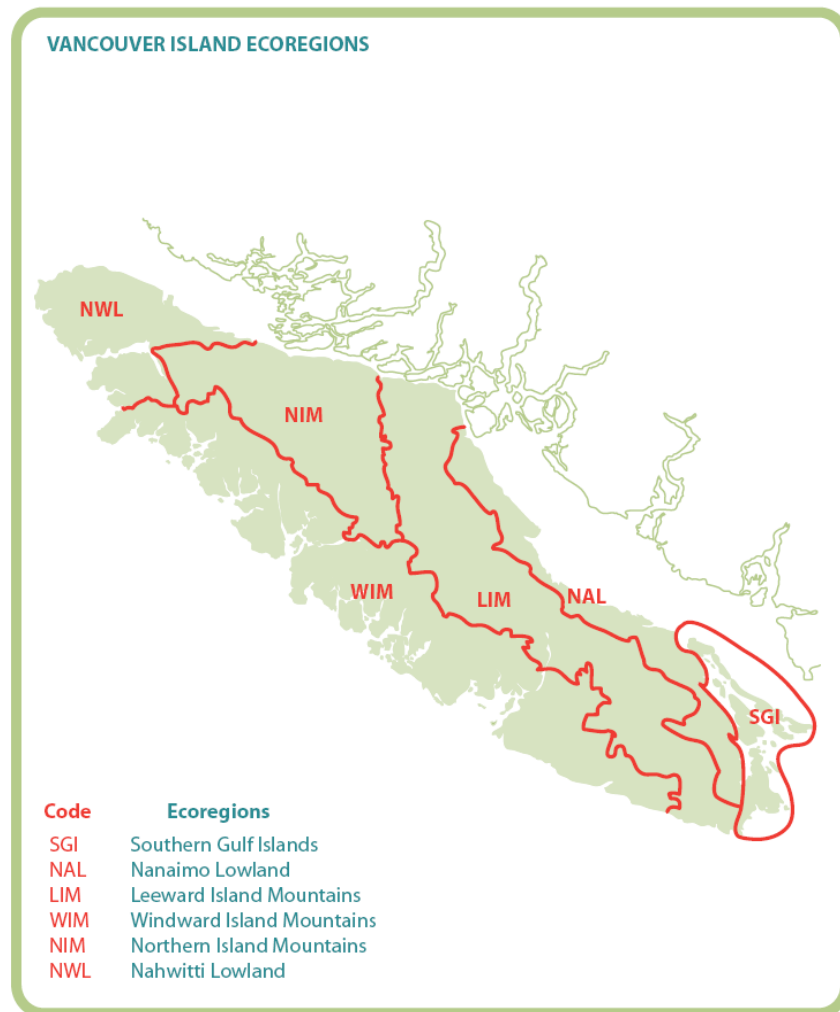 VANCOUVER ISLAND ECOREGIONS
NWL
NIM
WIM
LIM
NAL
SGI
Code Ecoregions
SGI Southern Gulf Islands
NAL Nanaimo Lowland
LIM Leeward Island Mountains
WIM Windward Island Mountains
NIM Northern Island Mountains
NWL Nahwitti Lowland